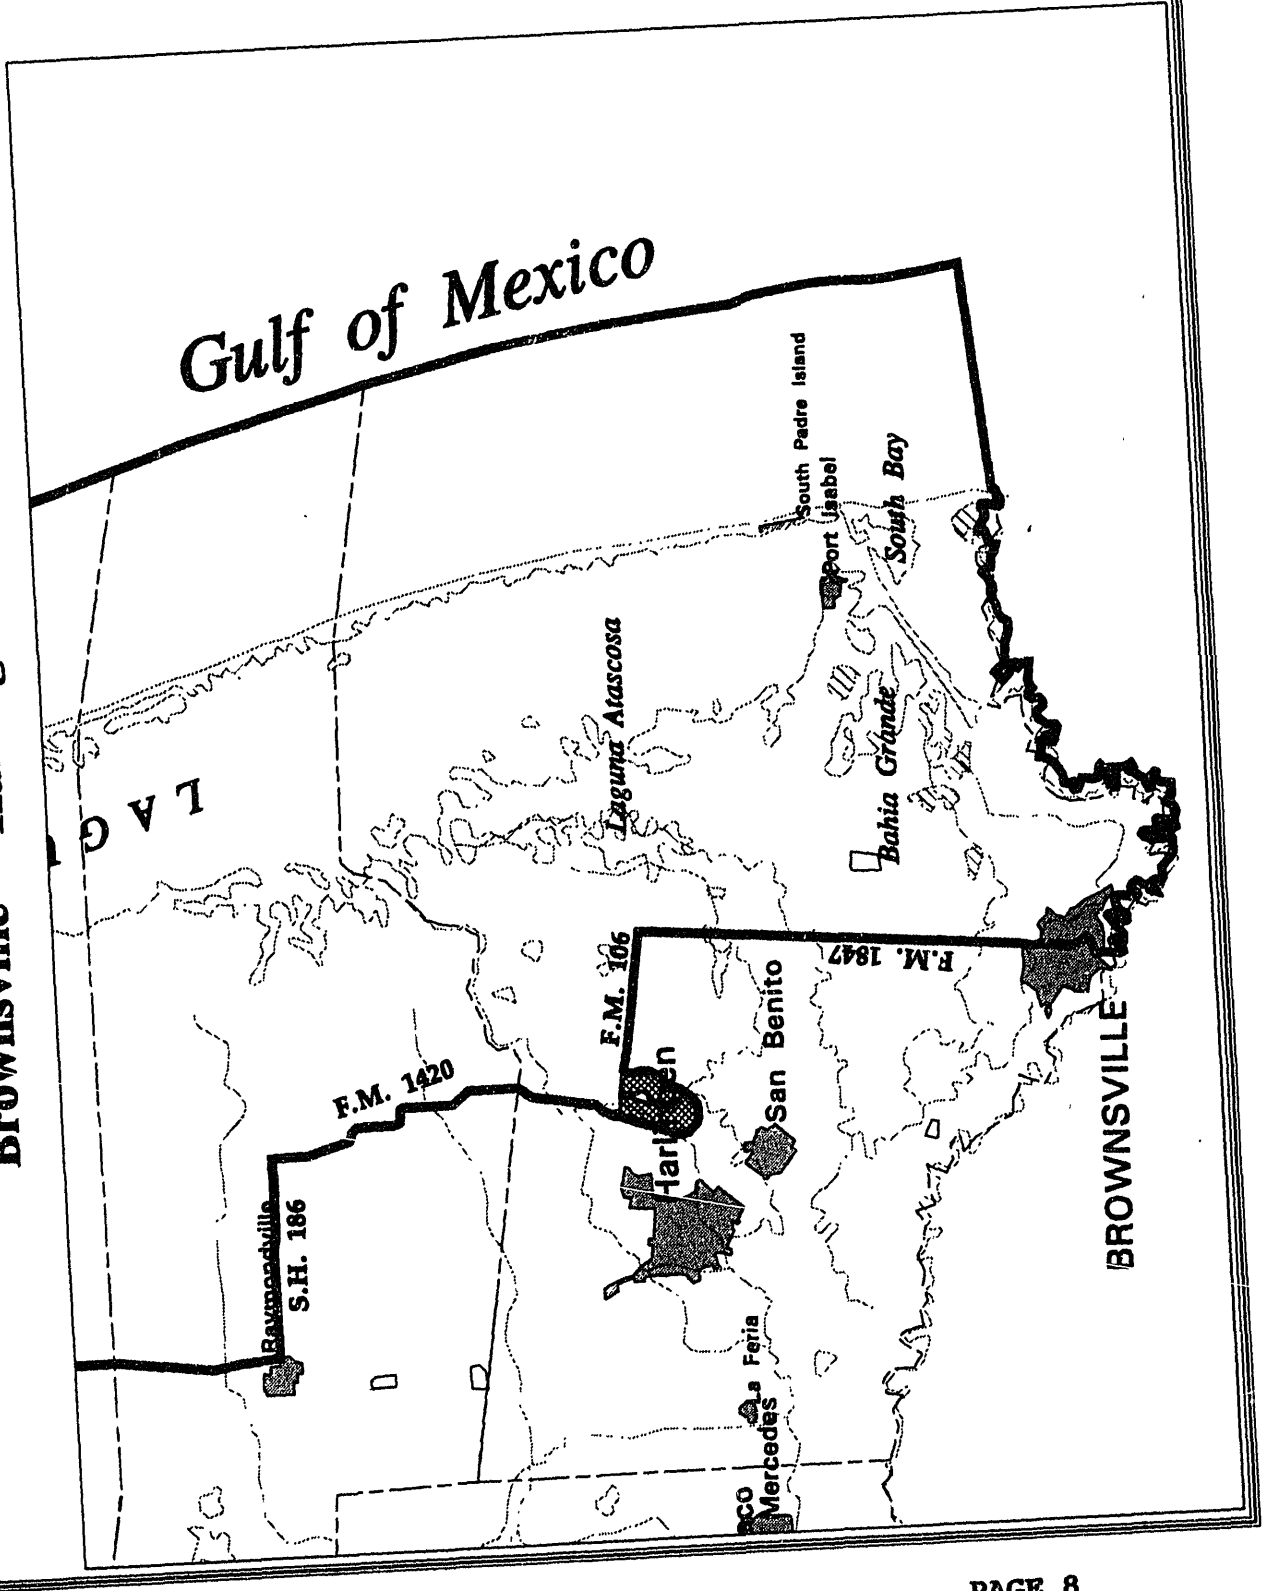 Gulf of Mexico
South Padre Island
Port Isabel
South Bay
Laguna Atascosa
Bahia Grande
L A G
F.M. 106
F.M. 1847
San Benito
F.M. 1420
BROWNSVILLE
Raymondville
S.H. 186
La Feria
Mercedes
Brownsville
PAGE 8